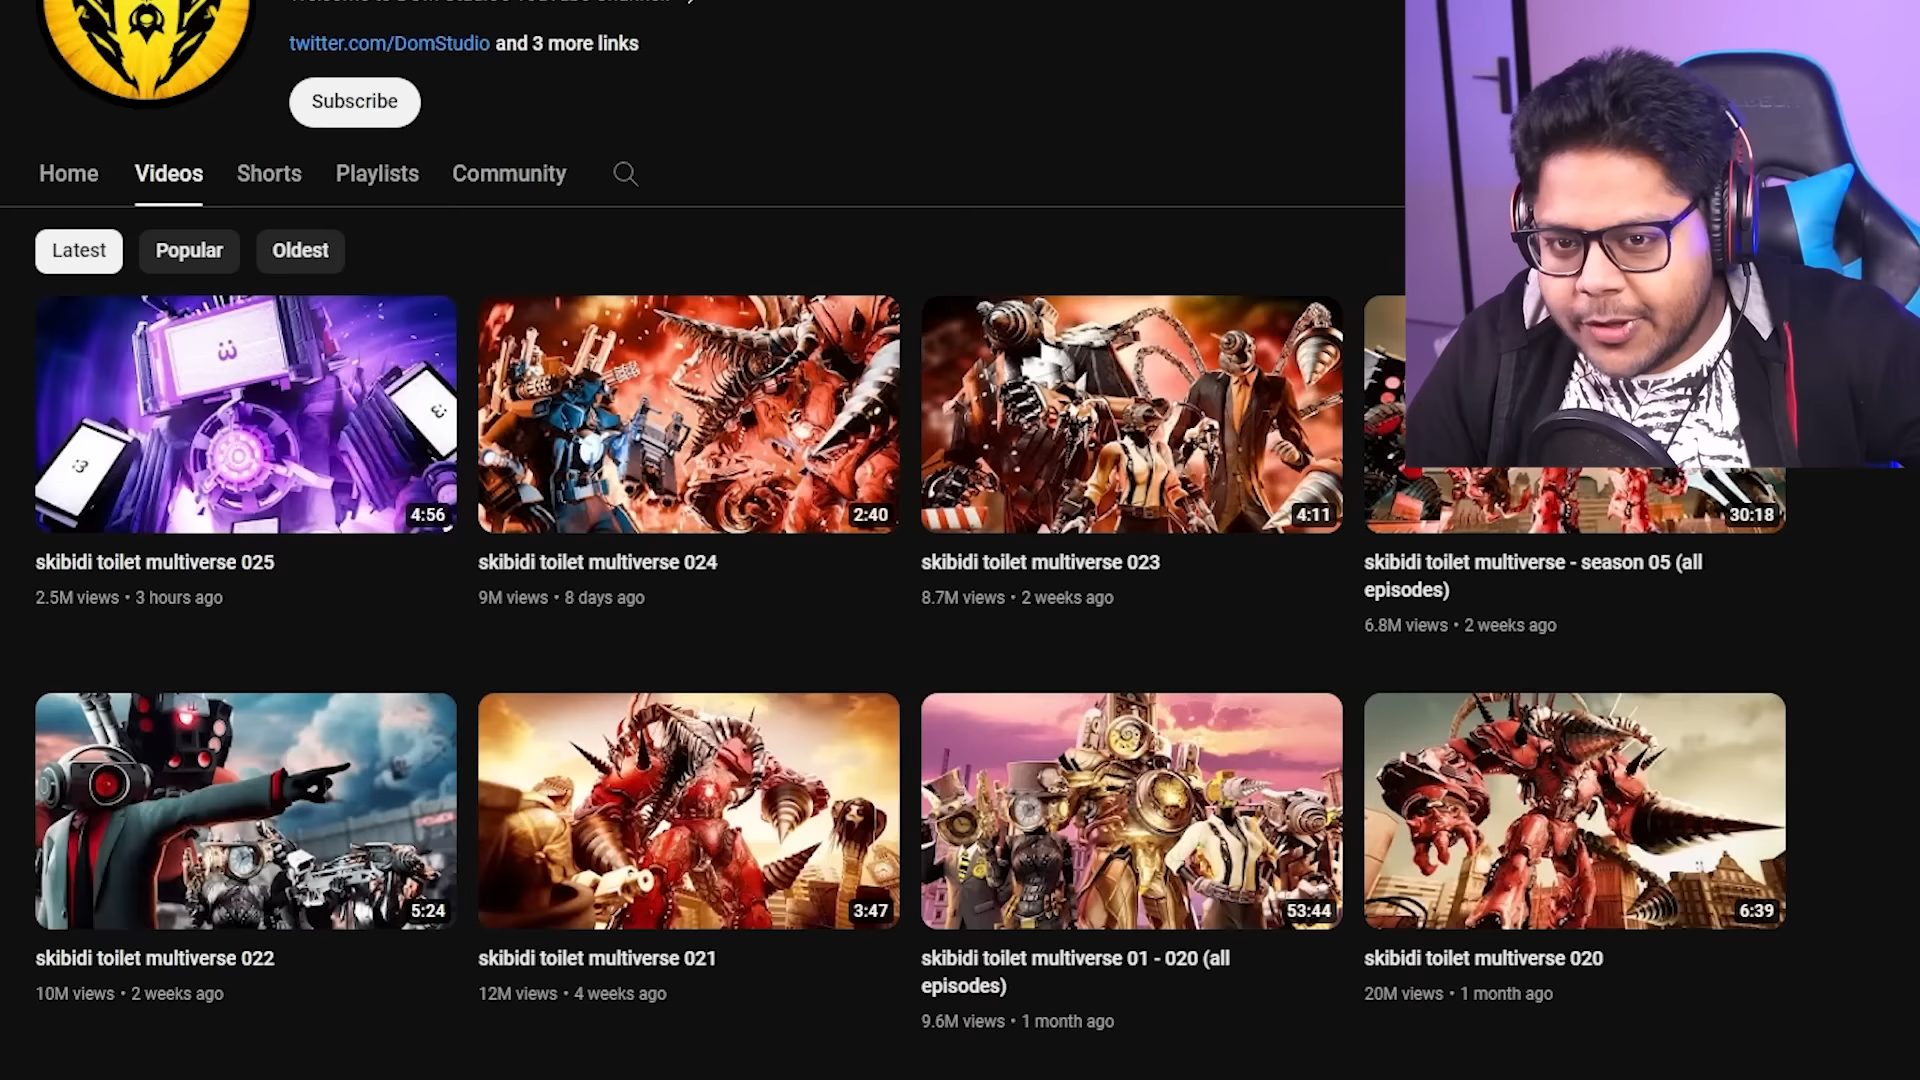 twitter.com/DomStudio and 3 more links
Subscribe
Home Videos Shorts Playlists Community
Latest Popular Oldest
4:56
2:40
4:11
30:18
skibidi toilet multiverse 025
2.5M views • 3 hours ago
skibidi toilet multiverse 024
9M views • 8 days ago
skibidi toilet multiverse 023
8.7M views • 2 weeks ago
skibidi toilet multiverse - season 05 (all
episodes)
6.8M views • 2 weeks ago
5:24
3:47
53:44
6:39
skibidi toilet multiverse 022
10M views • 2 weeks ago
skibidi toilet multiverse 021
12M views • 4 weeks ago
skibidi toilet multiverse 01 - 020 (all
episodes)
9.6M views • 1 month ago
skibidi toilet multiverse 020
20M views • 1 month ago